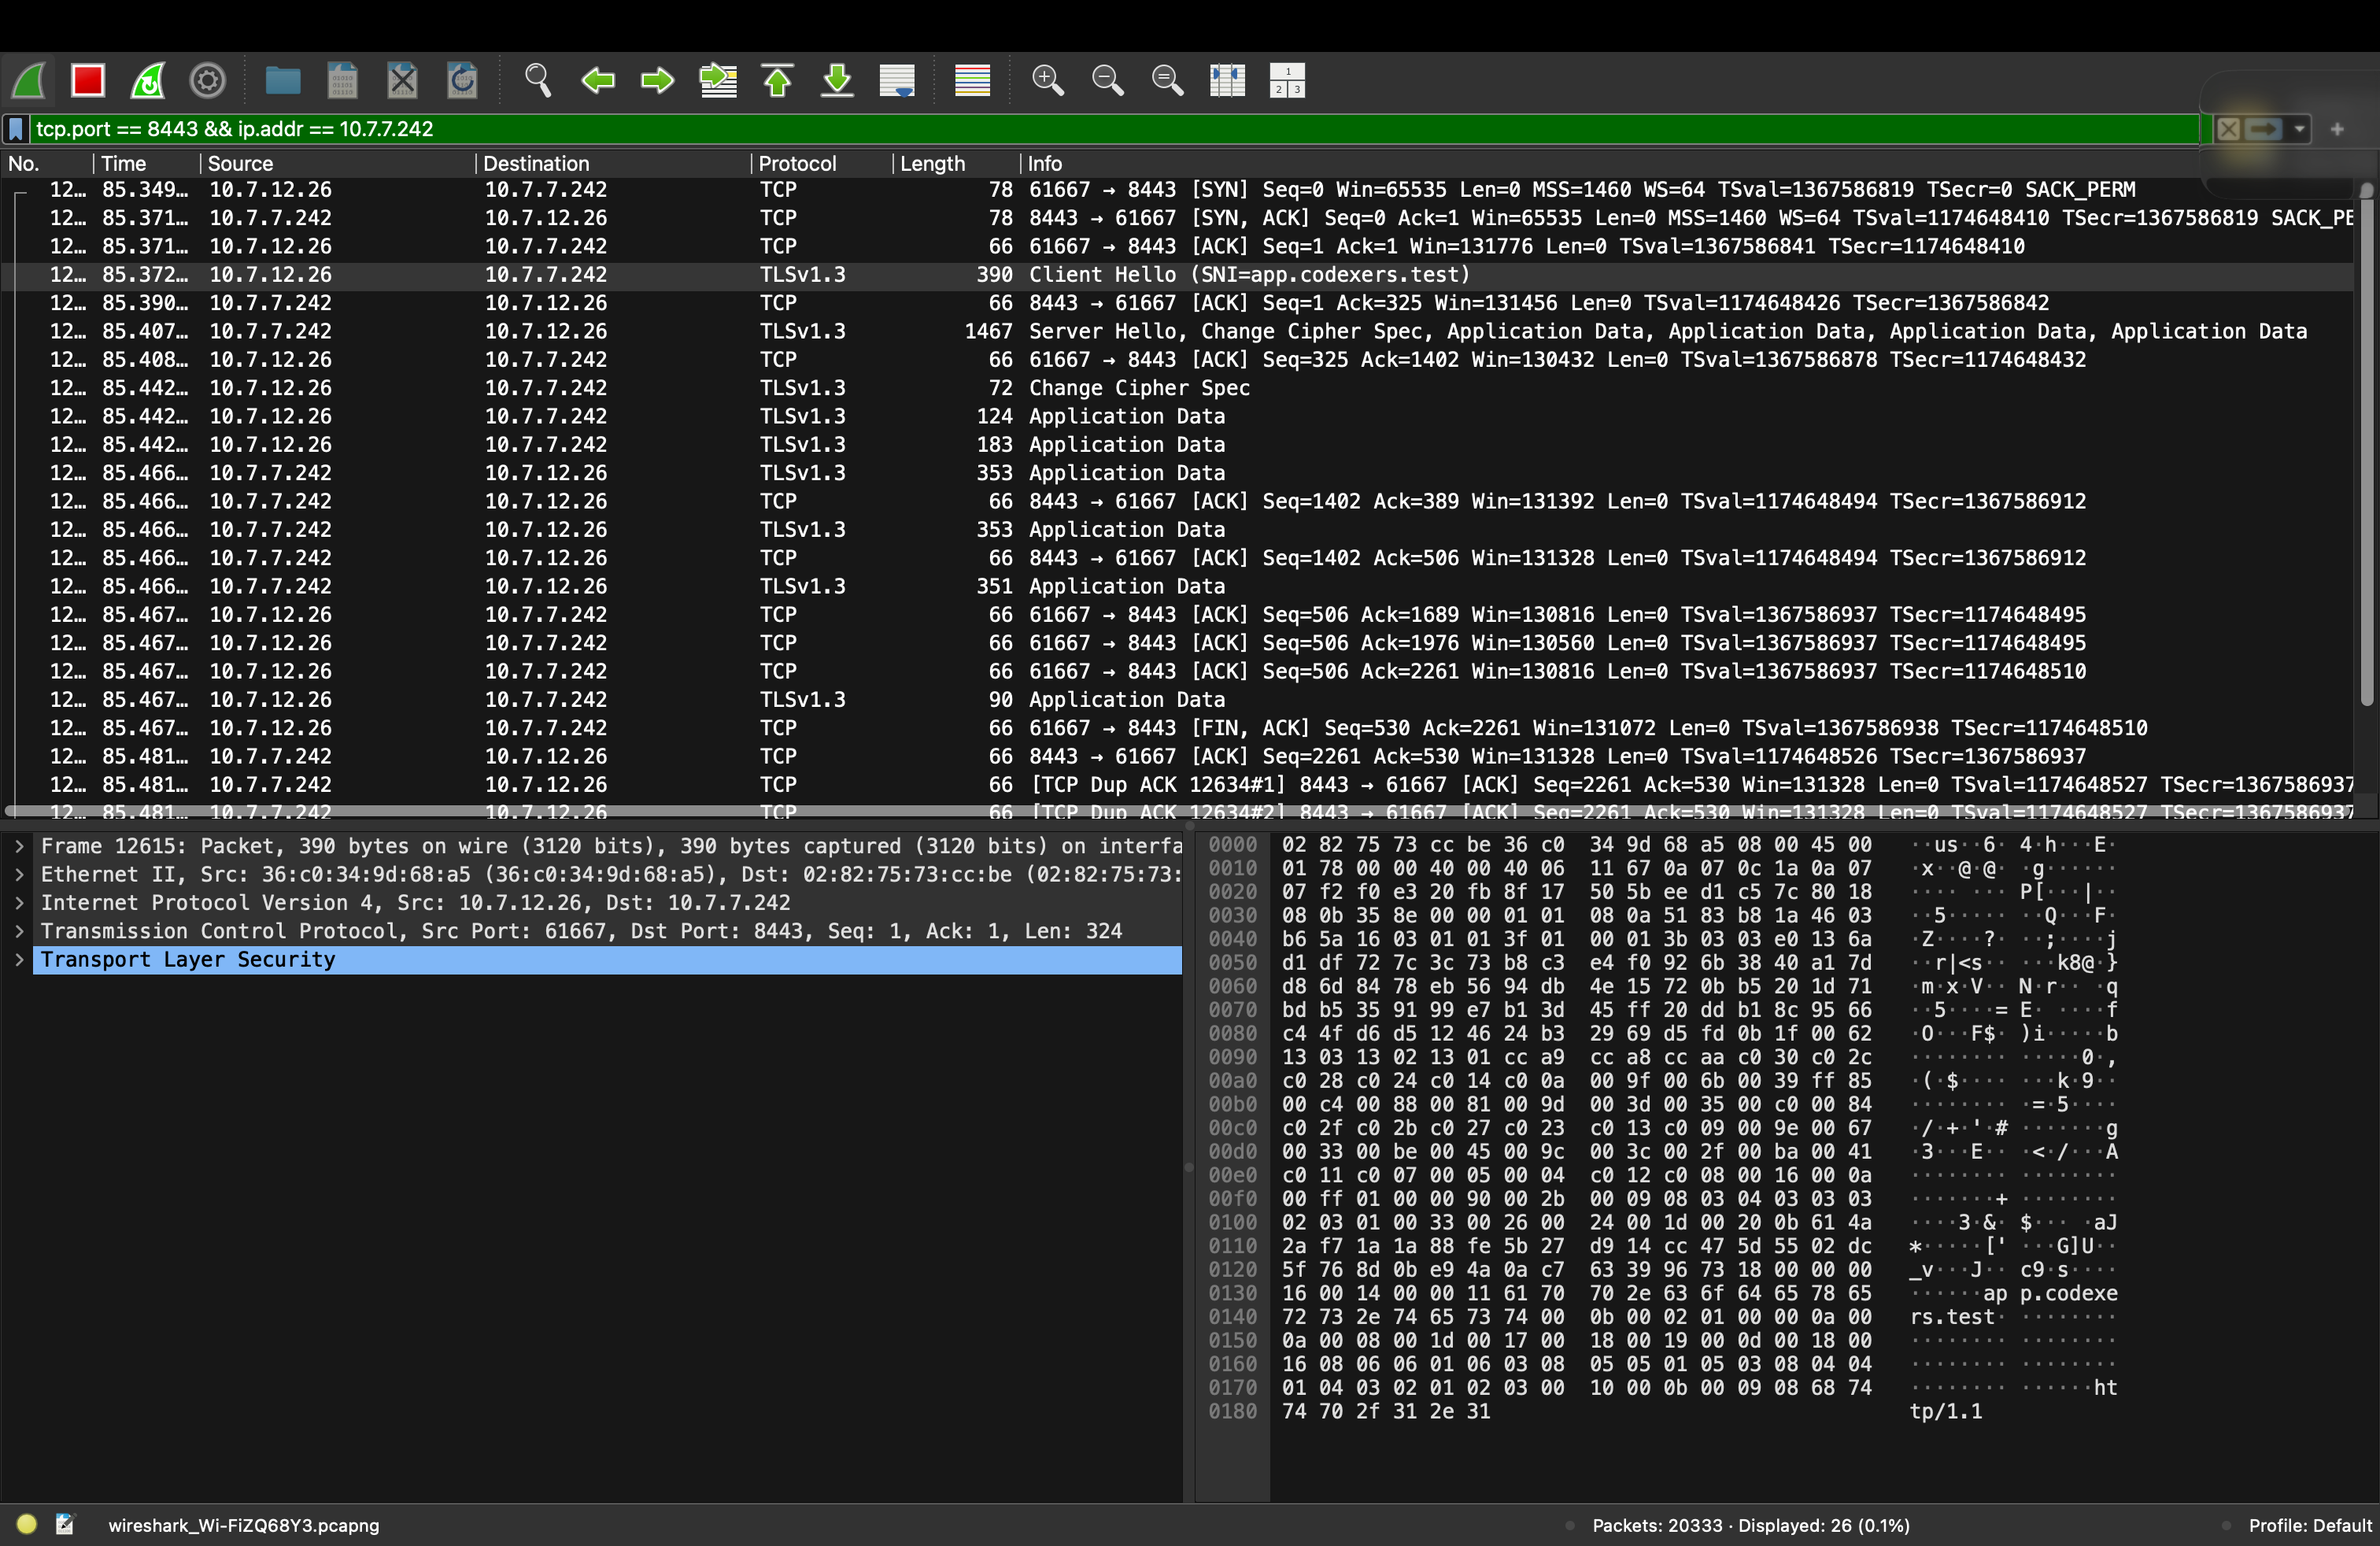 tcp.port == 8443 && ip.addr == 10.7.7.242
No. Time Source Destination Protocol Length Info
12… 85.349… 10.7.12.26 10.7.7.242 TCP 78 61667 → 8443 [SYN] Seq=0 Win=65535 Len=0 MSS=1460 WS=64 TSval=1367586819 TSecr=0 SACK_PERM
12… 85.371… 10.7.7.242 10.7.12.26 TCP 78 8443 → 61667 [SYN, ACK] Seq=0 Ack=1 Win=65535 Len=0 MSS=1460 WS=64 TSval=1174648410 TSecr=1367586819 SACK_PE
12… 85.371… 10.7.12.26 10.7.7.242 TCP 66 61667 → 8443 [ACK] Seq=1 Ack=1 Win=131776 Len=0 TSval=1367586841 TSecr=1174648410
12… 85.372… 10.7.12.26 10.7.7.242 TLSv1.3 390 Client Hello (SNI=app.codexers.test)
12… 85.390… 10.7.7.242 10.7.12.26 TCP 66 8443 → 61667 [ACK] Seq=1 Ack=325 Win=131456 Len=0 TSval=1174648426 TSecr=1367586842
12… 85.407… 10.7.7.242 10.7.12.26 TLSv1.3 1467 Server Hello, Change Cipher Spec, Application Data, Application Data, Application Data, Application Data
12… 85.408… 10.7.12.26 10.7.7.242 TCP 66 61667 → 8443 [ACK] Seq=325 Ack=1402 Win=130432 Len=0 TSval=1367586878 TSecr=1174648432
12… 85.442… 10.7.12.26 10.7.7.242 TLSv1.3 72 Change Cipher Spec
12… 85.442… 10.7.12.26 10.7.7.242 TLSv1.3 124 Application Data
12… 85.442… 10.7.12.26 10.7.7.242 TLSv1.3 183 Application Data
12… 85.466… 10.7.7.242 10.7.12.26 TLSv1.3 353 Application Data
12… 85.466… 10.7.7.242 10.7.12.26 TCP 66 8443 → 61667 [ACK] Seq=1402 Ack=389 Win=131392 Len=0 TSval=1174648494 TSecr=1367586912
12… 85.466… 10.7.7.242 10.7.12.26 TLSv1.3 353 Application Data
12… 85.466… 10.7.7.242 10.7.12.26 TCP 66 8443 → 61667 [ACK] Seq=1402 Ack=506 Win=131328 Len=0 TSval=1174648494 TSecr=1367586912
12… 85.466… 10.7.7.242 10.7.12.26 TLSv1.3 351 Application Data
12… 85.467… 10.7.12.26 10.7.7.242 TCP 66 61667 → 8443 [ACK] Seq=506 Ack=1689 Win=130816 Len=0 TSval=1367586937 TSecr=1174648495
12… 85.467… 10.7.12.26 10.7.7.242 TCP 66 61667 → 8443 [ACK] Seq=506 Ack=1976 Win=130560 Len=0 TSval=1367586937 TSecr=1174648495
12… 85.467… 10.7.12.26 10.7.7.242 TCP 66 61667 → 8443 [ACK] Seq=506 Ack=2261 Win=130816 Len=0 TSval=1367586937 TSecr=1174648510
12… 85.467… 10.7.12.26 10.7.7.242 TLSv1.3 90 Application Data
12… 85.467… 10.7.12.26 10.7.7.242 TCP 66 61667 → 8443 [FIN, ACK] Seq=530 Ack=2261 Win=131072 Len=0 TSval=1367586938 TSecr=1174648510
12… 85.481… 10.7.7.242 10.7.12.26 TCP 66 8443 → 61667 [ACK] Seq=2261 Ack=530 Win=131328 Len=0 TSval=1174648526 TSecr=1367586937
12… 85.481… 10.7.7.242 10.7.12.26 TCP 66 [TCP Dup ACK 12634#1] 8443 → 61667 [ACK] Seq=2261 Ack=530 Win=131328 Len=0 TSval=1174648527 TSecr=1367586937
12… 85.481… 10.7.7.242 10.7.12.26 TCP 66 [TCP Dup ACK 12634#2] 8443 → 61667 [ACK] Seq=2261 Ack=530 Win=131328 Len=0 TSval=1174648527 TSecr=1367586937
Frame 12615: Packet, 390 bytes on wire (3120 bits), 390 bytes captured (3120 bits) on interfa
Ethernet II, Src: 36:c0:34:9d:68:a5 (36:c0:34:9d:68:a5), Dst: 02:82:75:73:cc:be (02:82:75:73:
Internet Protocol Version 4, Src: 10.7.12.26, Dst: 10.7.7.242
Transmission Control Protocol, Src Port: 61667, Dst Port: 8443, Seq: 1, Ack: 1, Len: 324
Transport Layer Security
0000 02 82 75 73 cc be 36 c0 34 9d 68 a5 08 00 45 00 ··us··6· 4·h···E·
0010 01 78 00 00 40 00 40 06 11 67 0a 07 0c 1a 0a 07 ·x··@·@· ·g······
0020 07 f2 f0 e3 20 fb 8f 17 50 5b ee d1 c5 7c 80 18 ···· ··· P[···|··
0030 08 0b 35 8e 00 00 01 01 08 0a 51 83 b8 1a 46 03 ··5····· ··Q···F·
0040 b6 5a 16 03 01 01 3f 01 00 01 3b 03 03 e0 13 6a ·Z····?· ··;····j
0050 d1 df 72 7c 3c 73 b8 c3 e4 f0 92 6b 38 40 a1 7d ··r|<s·· ···k8@·}
0060 d8 6d 84 78 eb 56 94 db 4e 15 72 0b b5 20 1d 71 ·m·x·V·· N·r·· ·q
0070 bd b5 35 91 99 e7 b1 3d 45 ff 20 dd b1 8c 95 66 ··5····= E· ····f
0080 c4 4f d6 d5 12 46 24 b3 29 69 d5 fd 0b 1f 00 62 ·O···F$· )i·····b
0090 13 03 13 02 13 01 cc a9 cc a8 cc aa c0 30 c0 2c ········ ·····0·,
00a0 c0 28 c0 24 c0 14 c0 0a 00 9f 00 6b 00 39 ff 85 ·(·$···· ···k·9··
00b0 00 c4 00 88 00 81 00 9d 00 3d 00 35 00 c0 00 84 ········ ·=·5····
00c0 c0 2f c0 2b c0 27 c0 23 c0 13 c0 09 00 9e 00 67 ·/·+·'·# ·······g
00d0 00 33 00 be 00 45 00 9c 00 3c 00 2f 00 ba 00 41 ·3···E·· ·<·/···A
00e0 c0 11 c0 07 00 05 00 04 c0 12 c0 08 00 16 00 0a ········ ········
00f0 00 ff 01 00 00 90 00 2b 00 09 08 03 04 03 03 03 ·······+ ········
0100 02 03 01 00 33 00 26 00 24 00 1d 00 20 0b 61 4a ····3·&· $··· ·aJ
0110 2a f7 1a 1a 88 fe 5b 27 d9 14 cc 47 5d 55 02 dc *·····[' ···G]U··
0120 5f 76 8d 0b e9 4a 0a c7 63 39 96 73 18 00 00 00 _v···J·· c9·s····
0130 16 00 14 00 00 11 61 70 70 2e 63 6f 64 65 78 65 ······ap p.codexe
0140 72 73 2e 74 65 73 74 00 0b 00 02 01 00 00 0a 00 rs.test· ········
0150 0a 00 08 00 1d 00 17 00 18 00 19 00 0d 00 18 00 ········ ········
0160 16 08 06 06 01 06 03 08 05 05 01 05 03 08 04 04 ········ ········
0170 01 04 03 02 01 02 03 00 10 00 0b 00 09 08 68 74 ········ ······ht
0180 74 70 2f 31 2e 31 tp/1.1
wireshark_Wi-FiZQ68Y3.pcapng Packets: 20333 · Displayed: 26 (0.1%) Profile: Default